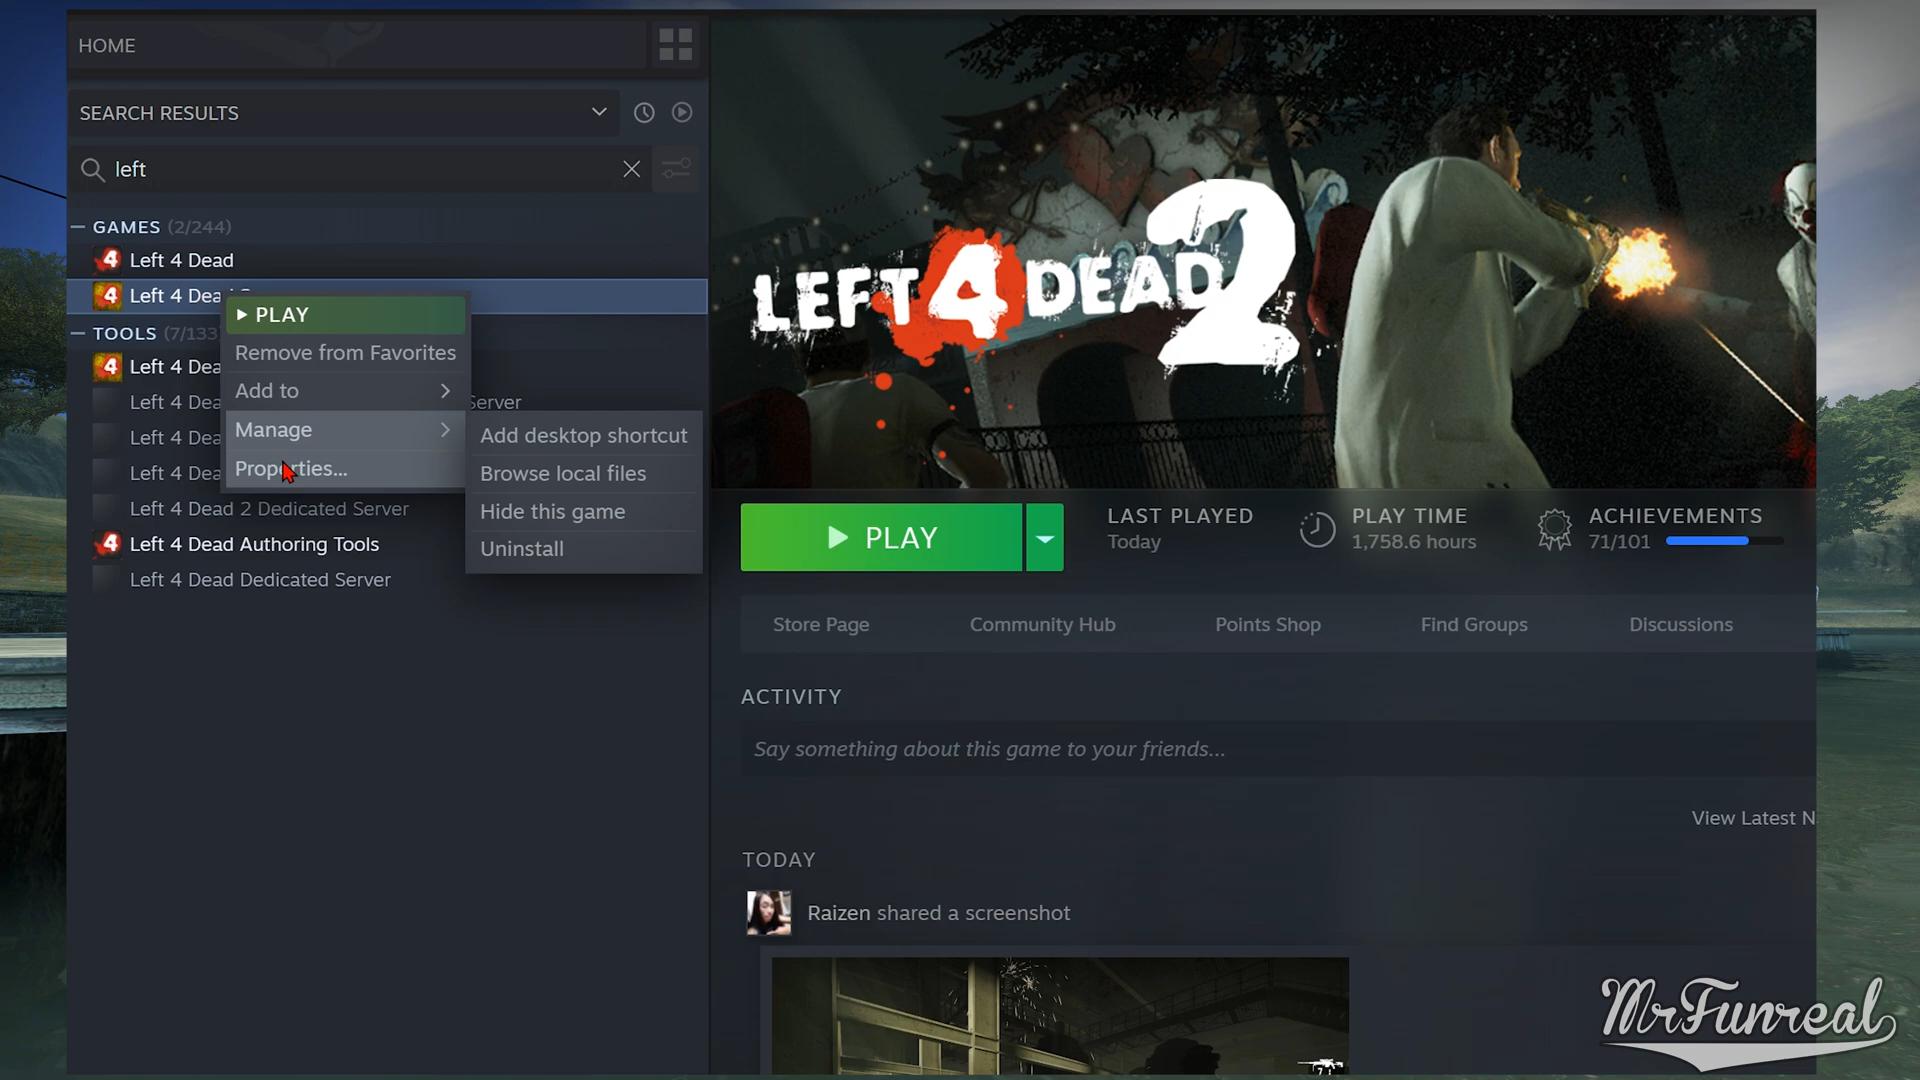 HOME
SEARCH RESULTS
left
GAMES (2/244)
Left 4 Dead
Left 4 Dead
PLAY
Remove from Favorites
Add to
Manage
Properties...
Add desktop shortcut
Browse local files
Hide this game
Uninstall
TOOLS (7/133
Left 4 Dea
Left 4 Dea Server
Left 4 Dea
Left 4 Dea
Left 4 Dead 2 Dedicated Server
Left 4 Dead Authoring Tools
Left 4 Dead Dedicated Server
LEFT 4 DEAD 2
PLAY
LAST PLAYED
Today
PLAY TIME
1,758.6 hours
ACHIEVEMENTS
71/101
Store Page
Community Hub
Points Shop
Find Groups
Discussions
ACTIVITY
Say something about this game to your friends...
View Latest N
TODAY
Raizen shared a screenshot
MrFunreal